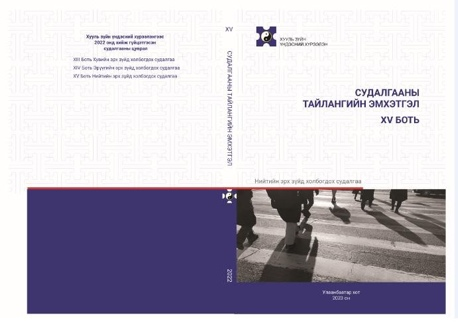 Хууль зүйн үндэсний хүрээлэнгээс
2022 онд хийж гүйцэтгэсэн
судалгааны цуврал
XIII Боть Хувийн эрх зүйд холбогдох судалгаа
XIV Боть Эрүүгийн эрх зүйд холбогдох судалгаа
XV Боть Нийтийн эрх зүйд холбогдох судалгаа
XV
СУДАЛГААНЫ ТАЙЛАНГИЙН ЭМХЭТГЭЛ
2022
ХУУЛЬ ЗҮЙН
ҮНДЭСНИЙ ХҮРЭЭЛЭН
СУДАЛГААНЫ
ТАЙЛАНГИЙН ЭМХЭТГЭЛ
XV БОТЬ
Нийтийн эрх зүйд холбогдох судалгаа
Улаанбаатар хот